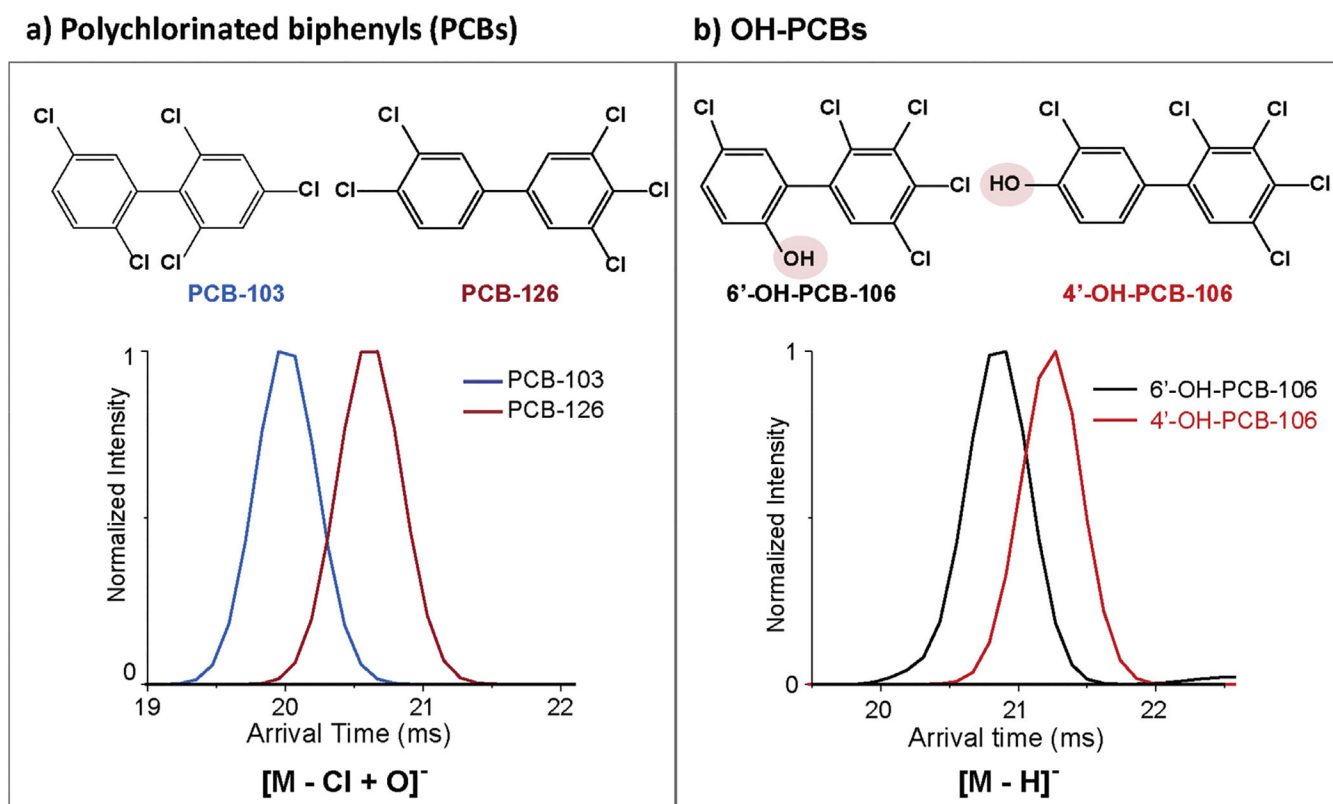 a) Polychlorinated biphenyls (PCBs)
Cl Cl Cl Cl Cl
PCB-103
Cl Cl Cl Cl Cl
PCB-126
1
Normalized Intensity
0
PCB-103
PCB-126
19 20 21 22
Arrival Time (ms)
[M - Cl + O]⁻
b) OH-PCBs
Cl Cl Cl Cl Cl OH
6’-OH-PCB-106
Cl Cl Cl HO Cl Cl
4’-OH-PCB-106
1
Normalized Intensity
0
6’-OH-PCB-106
4’-OH-PCB-106
20 21 22
Arrival time (ms)
[M - H]⁻